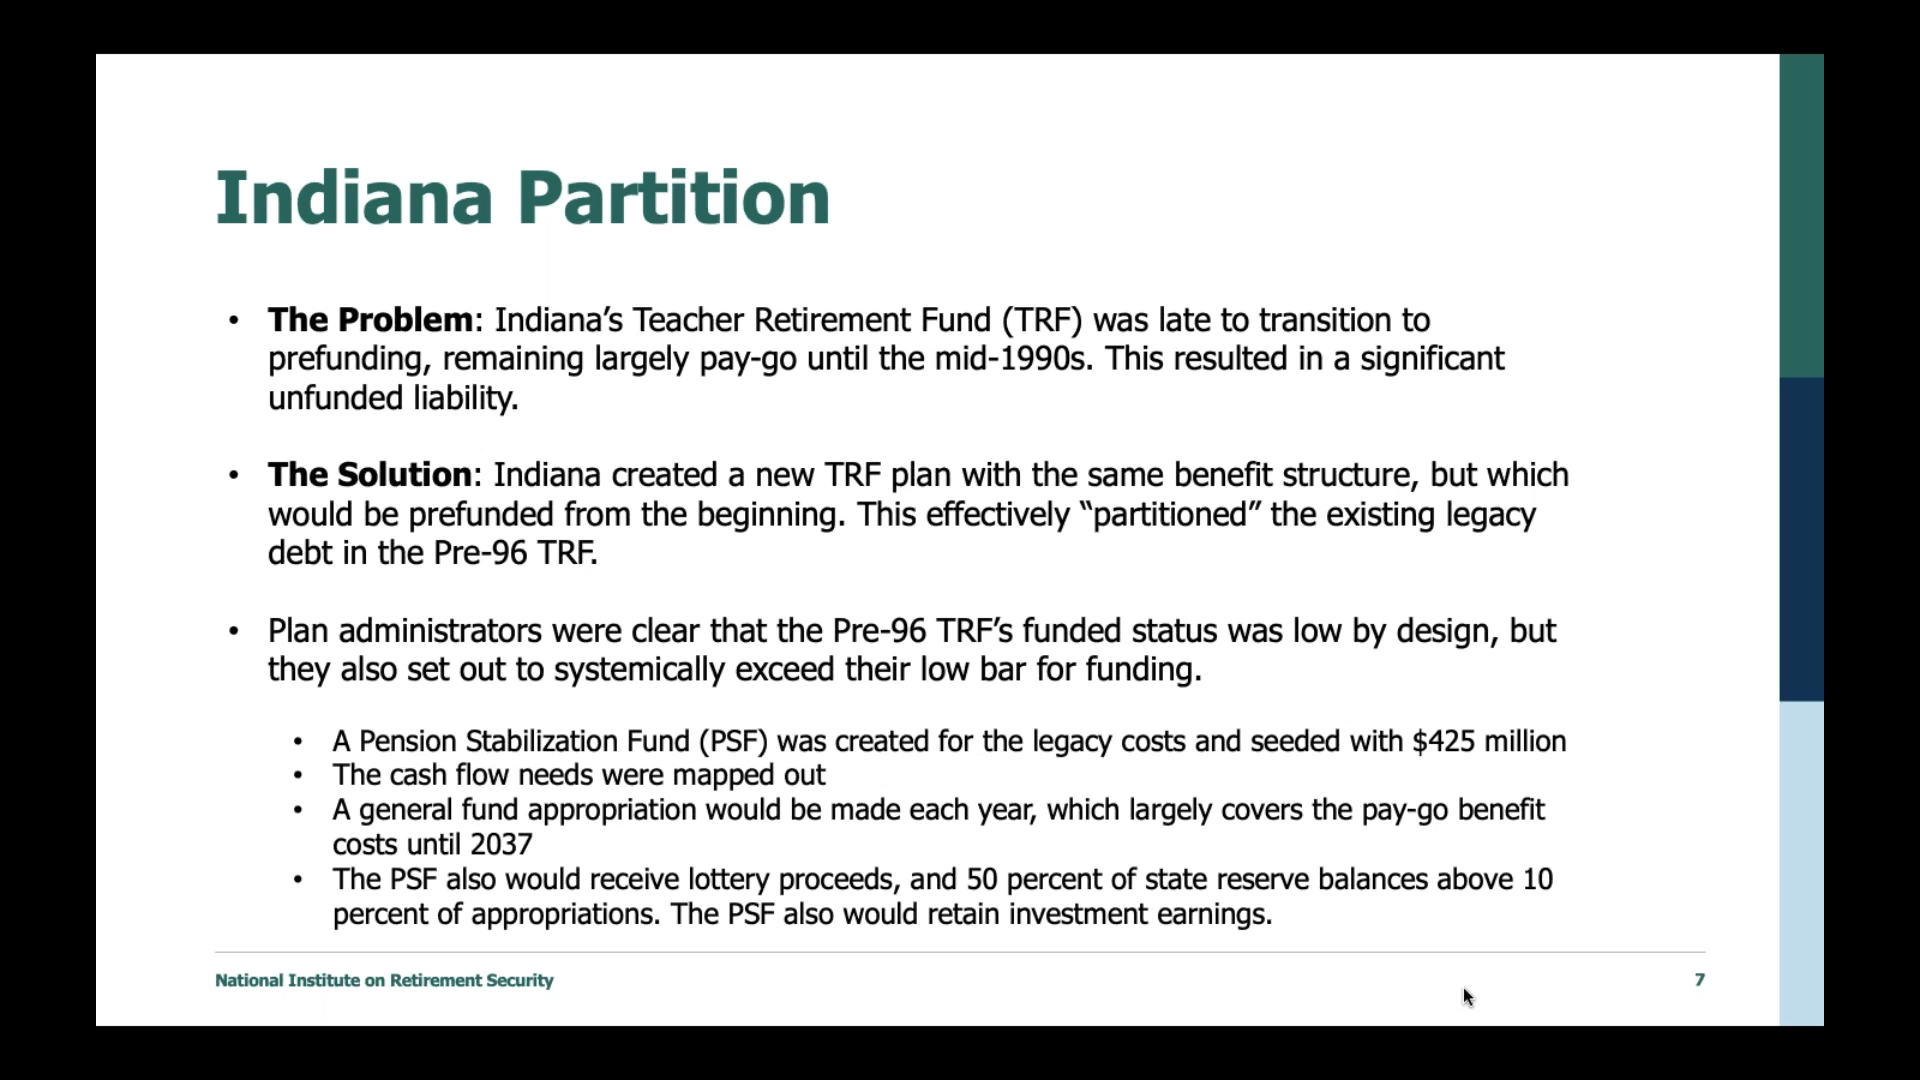 Indiana Partition
• The Problem: Indiana’s Teacher Retirement Fund (TRF) was late to transition to
prefunding, remaining largely pay-go until the mid-1990s. This resulted in a significant
unfunded liability.
• The Solution: Indiana created a new TRF plan with the same benefit structure, but which
would be prefunded from the beginning. This effectively “partitioned” the existing legacy
debt in the Pre-96 TRF.
• Plan administrators were clear that the Pre-96 TRF’s funded status was low by design, but
they also set out to systemically exceed their low bar for funding.
• A Pension Stabilization Fund (PSF) was created for the legacy costs and seeded with $425 million
• The cash flow needs were mapped out
• A general fund appropriation would be made each year, which largely covers the pay-go benefit
costs until 2037
• The PSF also would receive lottery proceeds, and 50 percent of state reserve balances above 10
percent of appropriations. The PSF also would retain investment earnings.
National Institute on Retirement Security
7